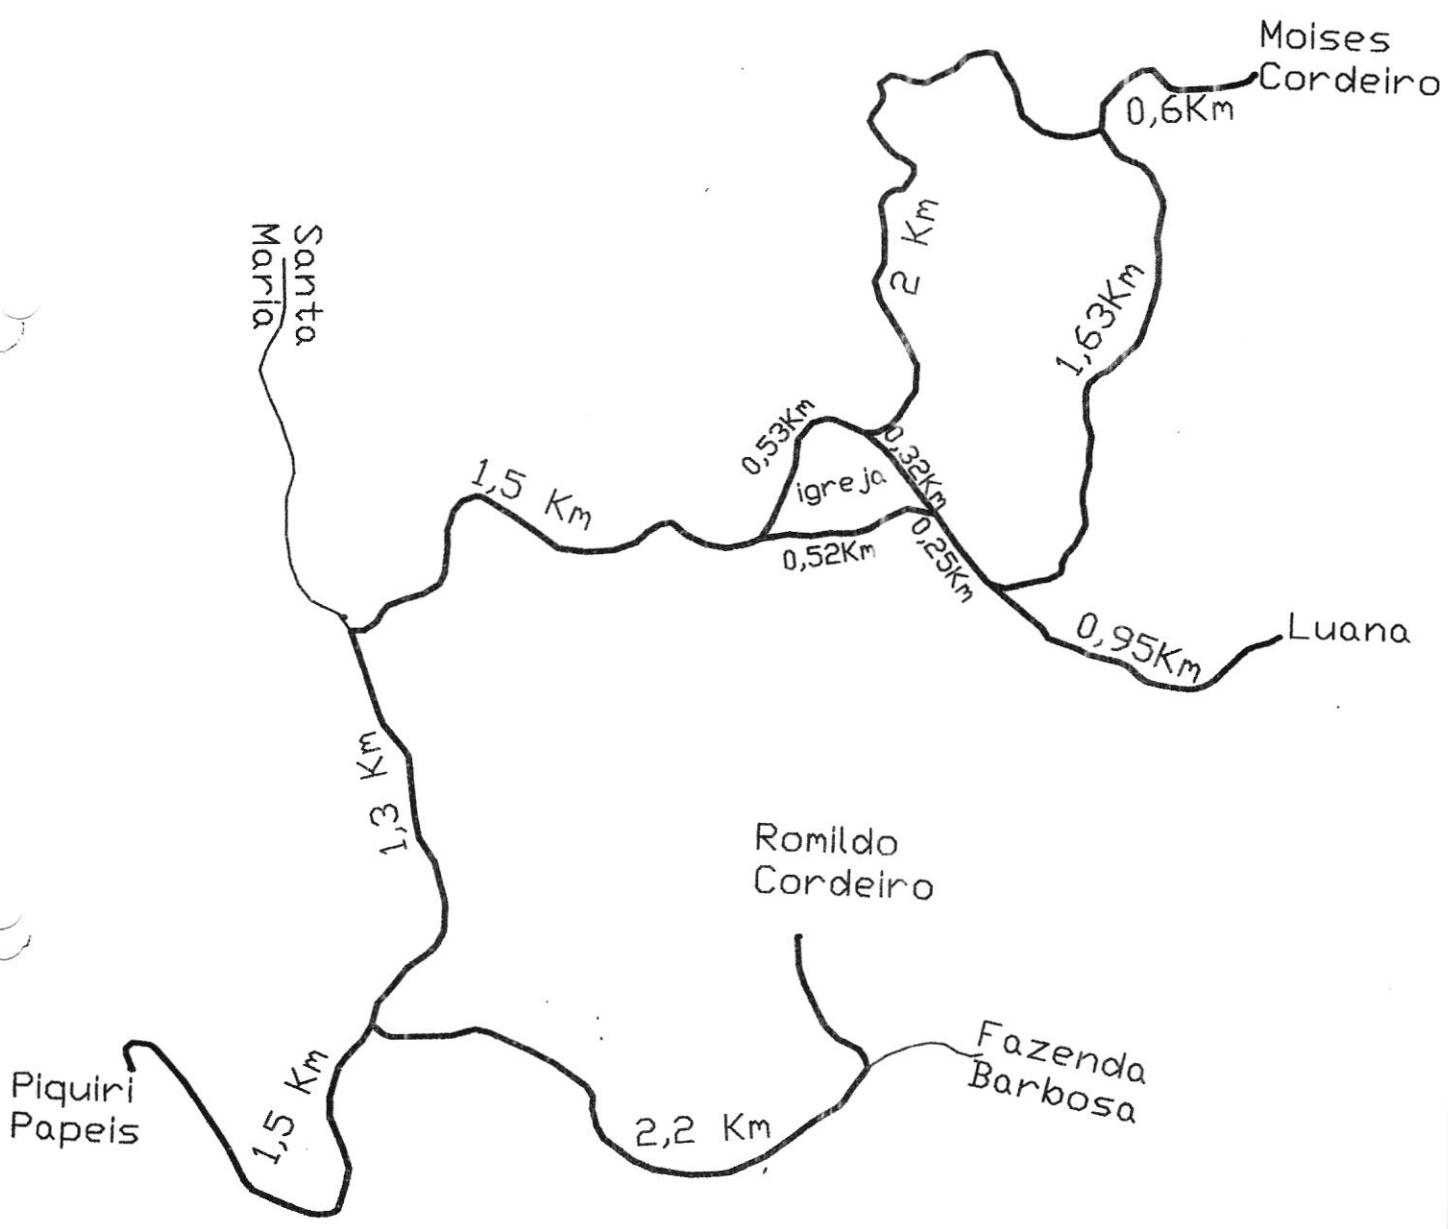 Moises
Cordeiro
0,6Km
2 Km
1,63Km
Santa
Maria
0,53Km
0,32Km
igreja
1,5 Km
0,52Km
0,25Km
0,95Km
Luana
1,3 Km
Romildo
Cordeiro
Fazenda
Barbosa
Piquiri
Papeis
1,5 Km
2,2 Km